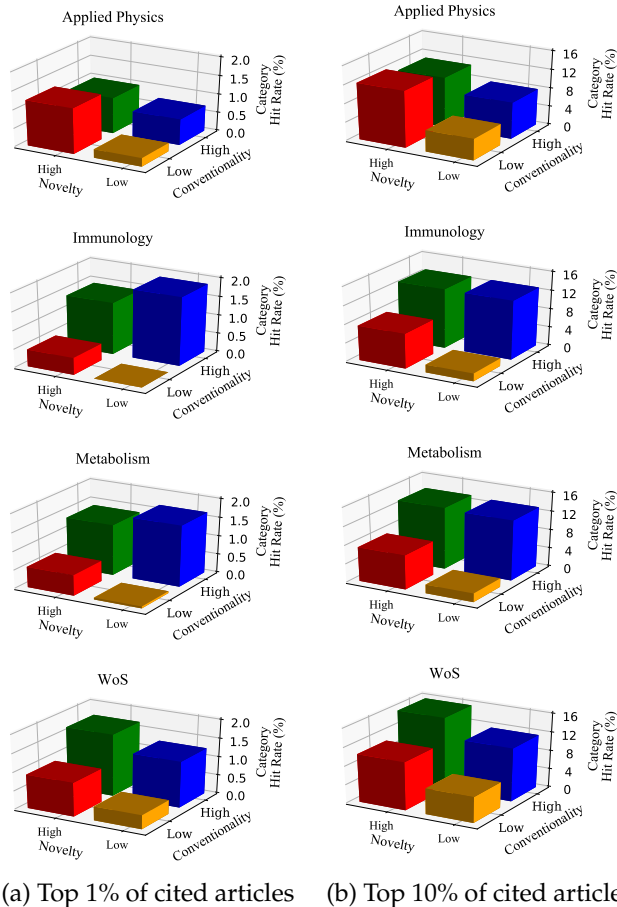 Applied Physics
2.0
1.5
1.0
0.5
0.0
Category
Hit Rate (%)
High
Low
Novelty
Low
High
Conventionality
Applied Physics
16
12
8
4
0
Category
Hit Rate (%)
High
Low
Novelty
Low
High
Conventionality
Immunology
2.0
1.5
1.0
0.5
0.0
Category
Hit Rate (%)
High
Low
Novelty
Low
High
Conventionality
Immunology
16
12
8
4
0
Category
Hit Rate (%)
High
Low
Novelty
Low
High
Conventionality
Metabolism
2.0
1.5
1.0
0.5
0.0
Category
Hit Rate (%)
High
Low
Novelty
Low
High
Conventionality
Metabolism
16
12
8
4
0
Category
Hit Rate (%)
High
Low
Novelty
Low
High
Conventionality
WoS
2.0
1.5
1.0
0.5
0.0
Category
Hit Rate (%)
High
Low
Novelty
Low
High
Conventionality
WoS
16
12
8
4
0
Category
Hit Rate (%)
High
Low
Novelty
Low
High
Conventionality
(a) Top 1% of cited articles
(b) Top 10% of cited article